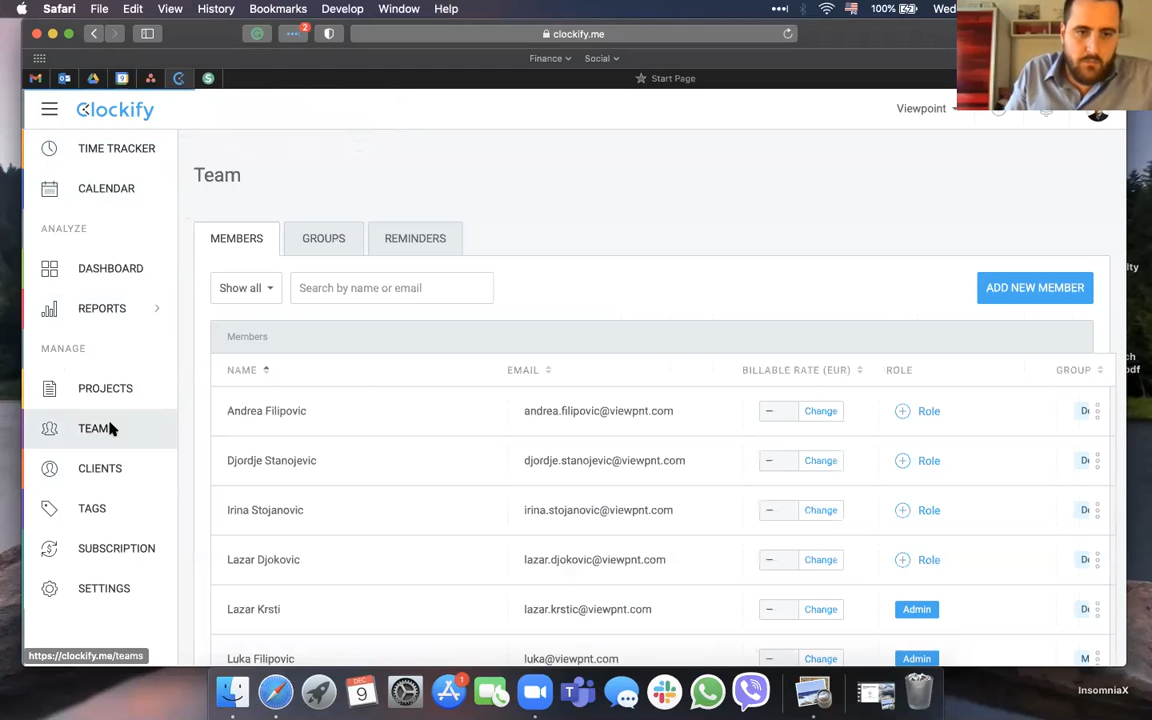 Safari File Edit View History Bookmarks Develop Window Help 100% Wed
2
clockify.me
Finance Social
Start Page
Clockify
Viewpoint
TIME TRACKER
CALENDAR
ANALYZE
DASHBOARD
REPORTS
MANAGE
PROJECTS
TEAM
CLIENTS
TAGS
SUBSCRIPTION
SETTINGS
https://clockify.me/teams
Team
MEMBERS GROUPS REMINDERS
Show all Search by name or email ADD NEW MEMBER
Members
NAME EMAIL BILLABLE RATE (EUR) ROLE GROUP
Andrea Filipovic andrea.filipovic@viewpnt.com – Change Role
Djordje Stanojevic djordje.stanojevic@viewpnt.com – Change Role
Irina Stojanovic irina.stojanovic@viewpnt.com – Change Role
Lazar Djokovic lazar.djokovic@viewpnt.com – Change Role
Lazar Krsti lazar.krstic@viewpnt.com – Change Admin
Luka Filipovic luka@viewpnt.com – Change Admin
DEC
9
1
InsomniaX